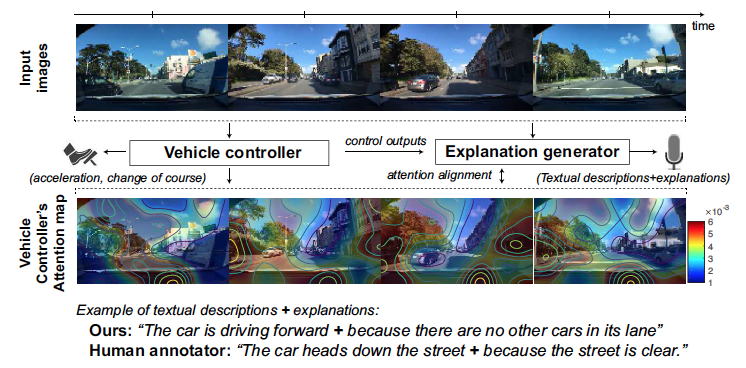 time
Input
images
control outputs
Vehicle controller
Explanation generator
(acceleration, change of course)
attention alignment
(Textual descriptions+explanations)
Vehicle
Controller's
Attention map
×10⁻³
6
5
4
3
2
1
Example of textual descriptions + explanations:
Ours: “The car is driving forward + because there are no other cars in its lane”
Human annotator: “The car heads down the street + because the street is clear.”